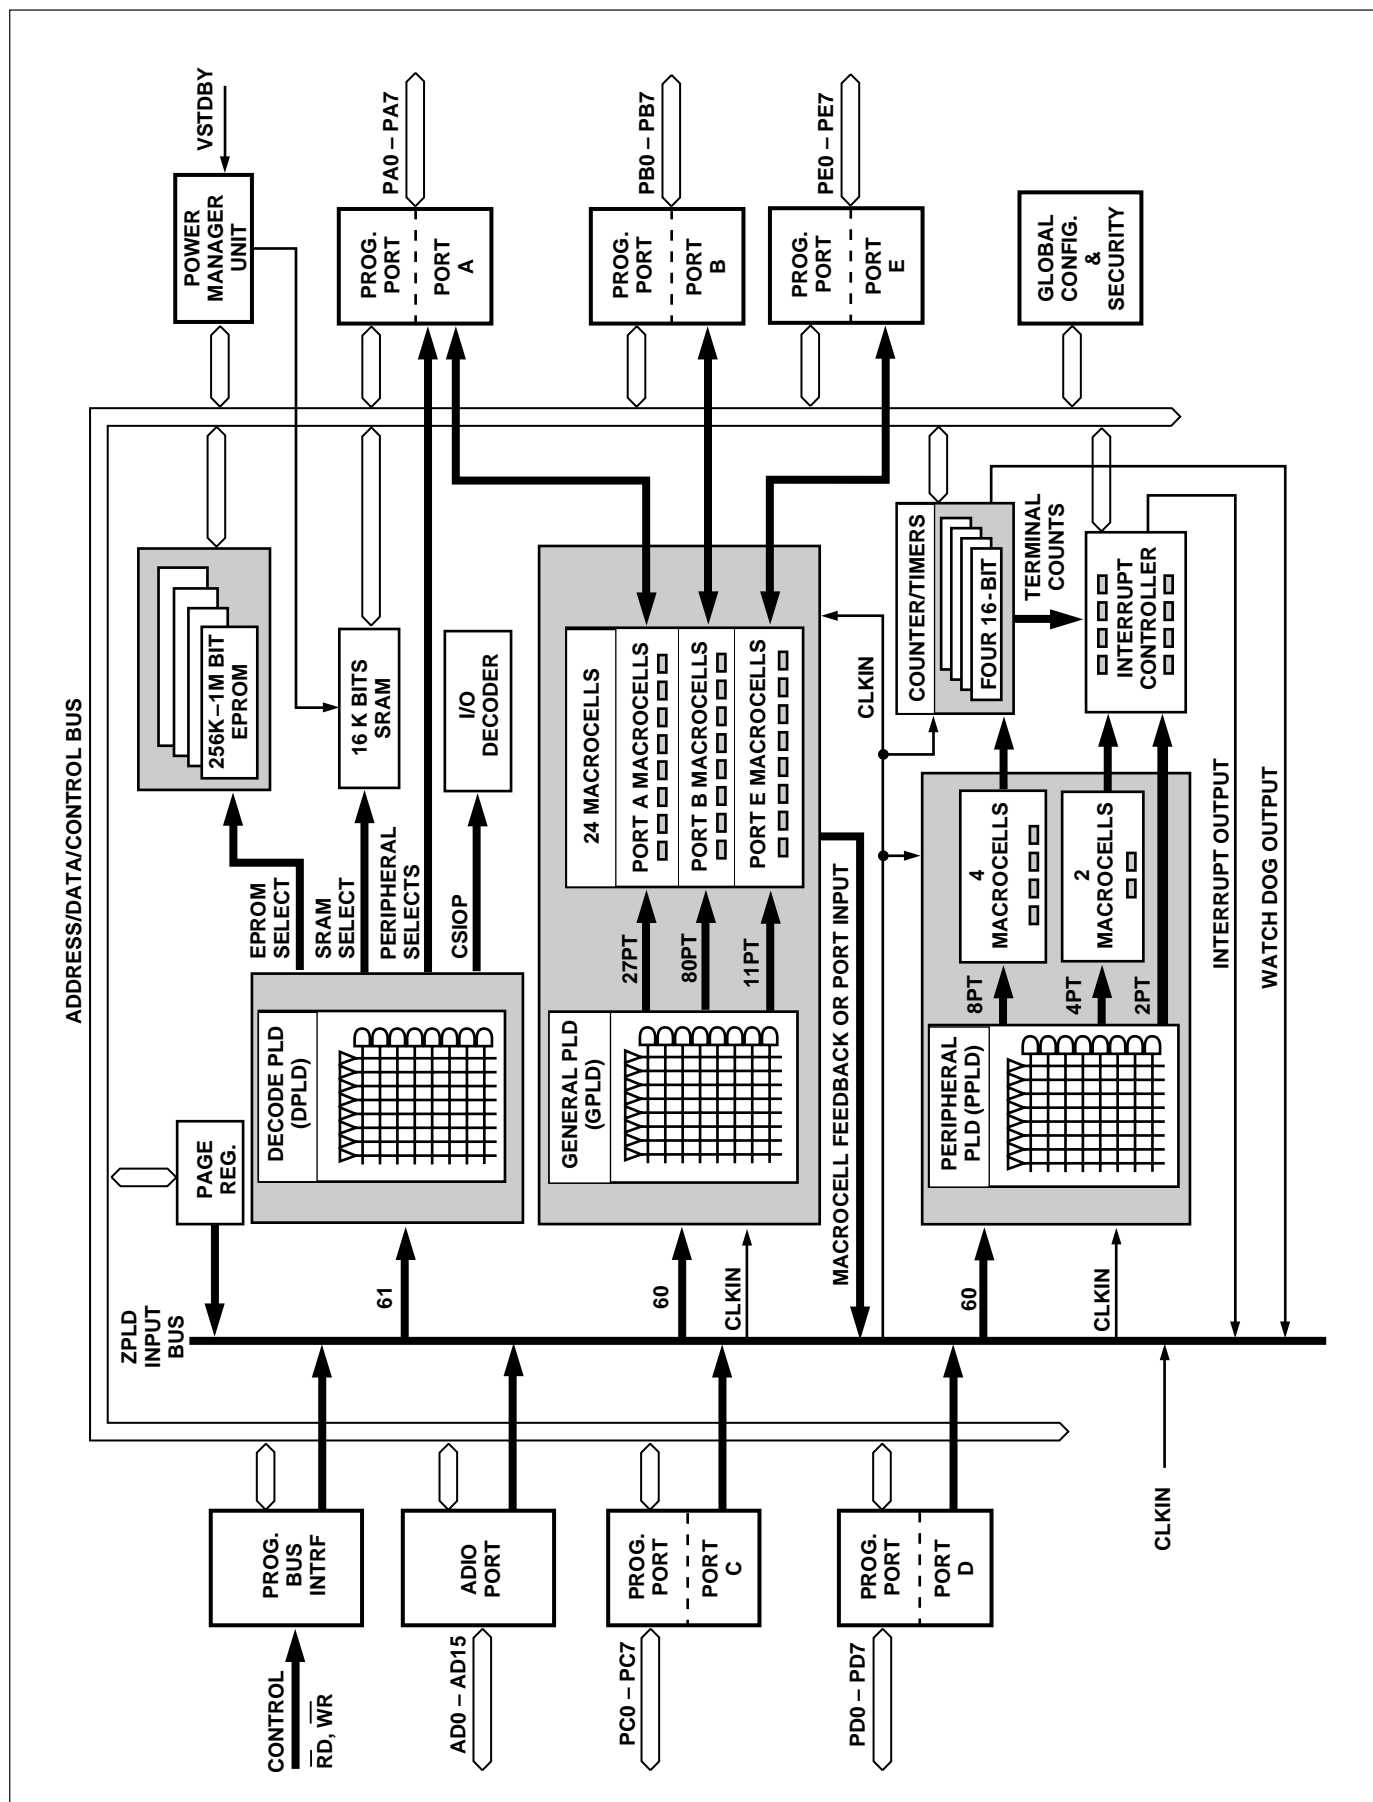 ADDRESS/DATA/CONTROL BUS
CONTROL
RD, WR
PROG.
BUS
INTRF
AD0 – AD15
ADIO
PORT
PC0 – PC7
PROG.
PORT
PORT
C
PD0 – PD7
PROG.
PORT
PORT
D
CLKIN
ZPLD
INPUT
BUS
PAGE
REG.
61
60
CLKIN
60
CLKIN
DECODE PLD
(DPLD)
GENERAL PLD
(GPLD)
PERIPHERAL
PLD (PPLD)
EPROM
SELECT
SRAM
SELECT
PERIPHERAL
SELECTS
CSIOP
27PT
80PT
11PT
MACROCELL FEEDBACK OR PORT INPUT
8PT
4PT
2PT
256K–1M BIT
EPROM
16 K BITS
SRAM
I/O
DECODER
24 MACROCELLS
PORT A MACROCELLS
PORT B MACROCELLS
PORT E MACROCELLS
CLKIN
4
MACROCELLS
2
MACROCELLS
COUNTER/TIMERS
FOUR 16-BIT
TERMINAL
COUNTS
INTERRUPT
CONTROLLER
INTERRUPT OUTPUT
WATCH DOG OUTPUT
VSTDBY
POWER
MANAGER
UNIT
PROG.
PORT
PORT
A
PA0 – PA7
PROG.
PORT
PORT
B
PB0 – PB7
PROG.
PORT
PORT
E
PE0 – PE7
GLOBAL
CONFIG.
&
SECURITY